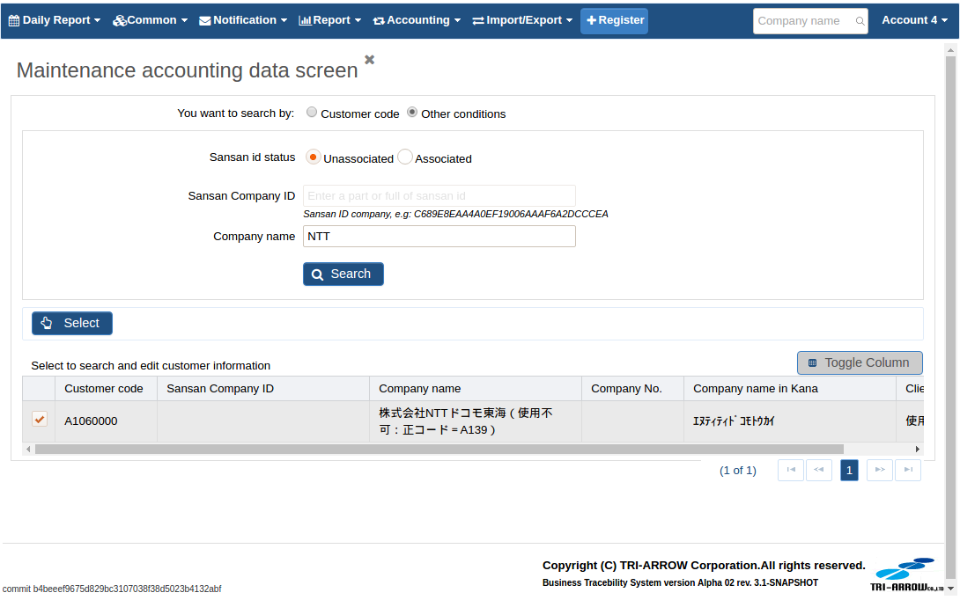 Daily Report Common Notification Report Accounting Import/Export Register Company name Account 4
Maintenance accounting data screen
You want to search by: Customer code Other conditions
Sansan id status Unassociated Associated
Sansan Company ID Enter a part or full of sansan id
Sansan ID company, e.g: C689E8EAA4A0EF19006AAAF6A2DCCCEA
Company name NTT
Search
Select
Select to search and edit customer information Toggle Column
Customer code Sansan Company ID Company name Company No. Company name in Kana Clie
A1060000 株式会社NTTドコモ東海(使用不 ｴﾇﾃｨﾃｨﾄﾞｺﾓﾄｳｶｲ 使用
可:正コード=A139)
(1 of 1) 1
Copyright (C) TRI-ARROW Corporation.All rights reserved.
Business Tracebility System version Alpha 02 rev. 3.1-SNAPSHOT
TRI-ARROW CO.,LTD
commit b4beeef9675d829bc3107038f38d5023b4132abf